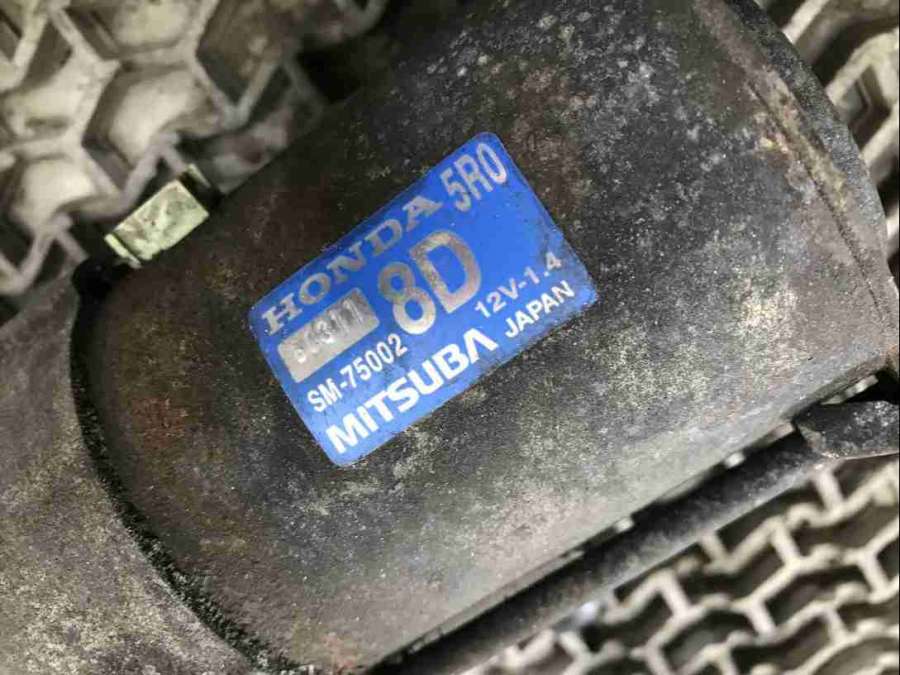 HONDA 5R0
8D
SM-75002
12V-1.4
MITSUBA JAPAN